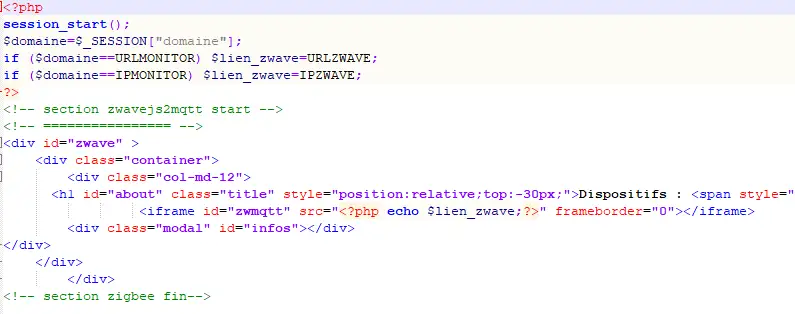 <?php
session_start();
$domaine=$_SESSION["domaine"];
if ($domaine==URLMONITOR) $lien_zwave=URLZWAVE;
if ($domaine==IPMONITOR) $lien_zwave=IPZWAVE;
?>
<!-- section zwavejs2mqtt start -->
<!-- ================ -->
<div id="zwave" >
<div class="container">
<div class="col-md-12">
<h1 id="about" class="title" style="position:relative;top:-30px;">Dispositifs : <span style="
<iframe id="zwmqtt" src="<?php echo $lien_zwave;?>" frameborder="0"></iframe>
<div class="modal" id="infos"></div>
</div>
</div>
</div>
<!-- section zigbee fin-->